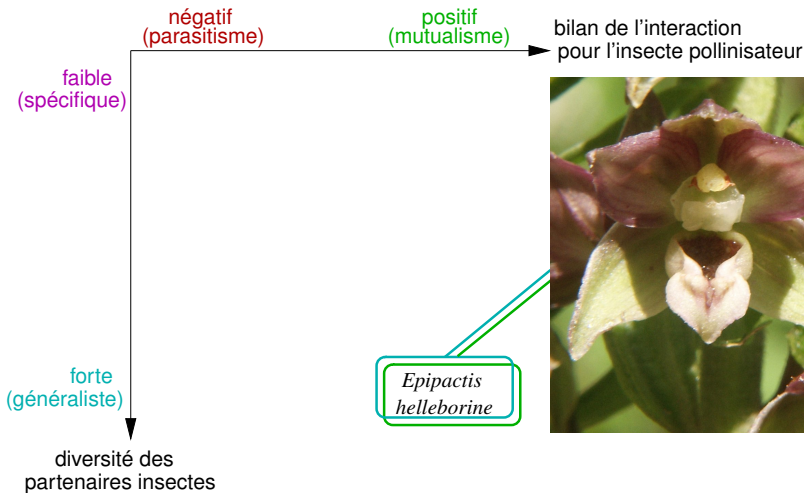 négatif
(parasitisme)
positif
(mutualisme)
bilan de l'interaction
pour l'insecte pollinisateur
faible
(spécifique)
forte
(généraliste)
Epipactis
helleborine
diversité des
partenaires insectes